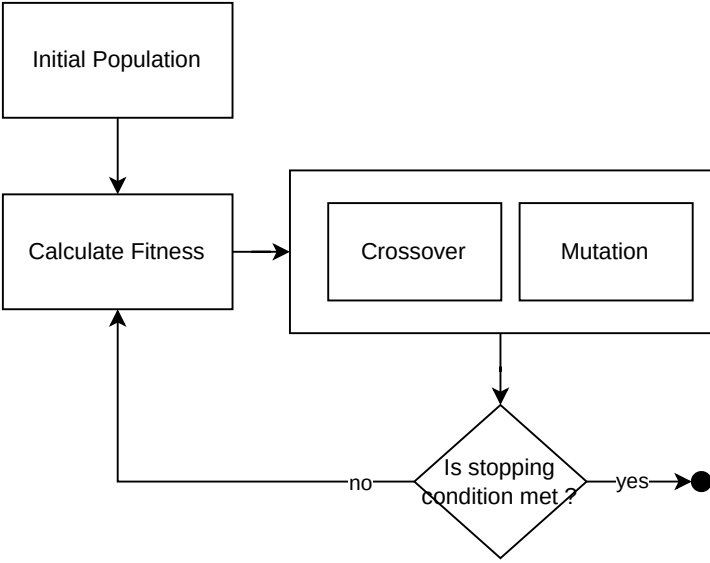 Initial Population
Calculate Fitness
Crossover
Mutation
Is stopping
condition met ?
no
yes